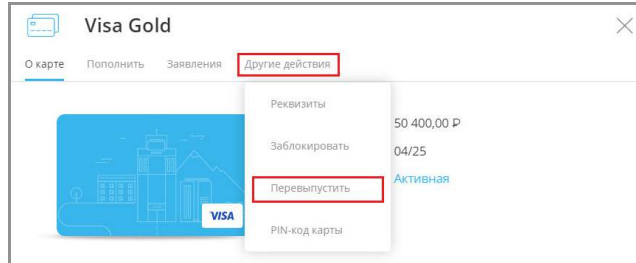 Visa Gold
О карте Пополнить Заявления Другие действия
Реквизиты
50 400,00 ₽
Заблокировать
04/25
Перевыпустить
Активная
VISA
PIN-код карты